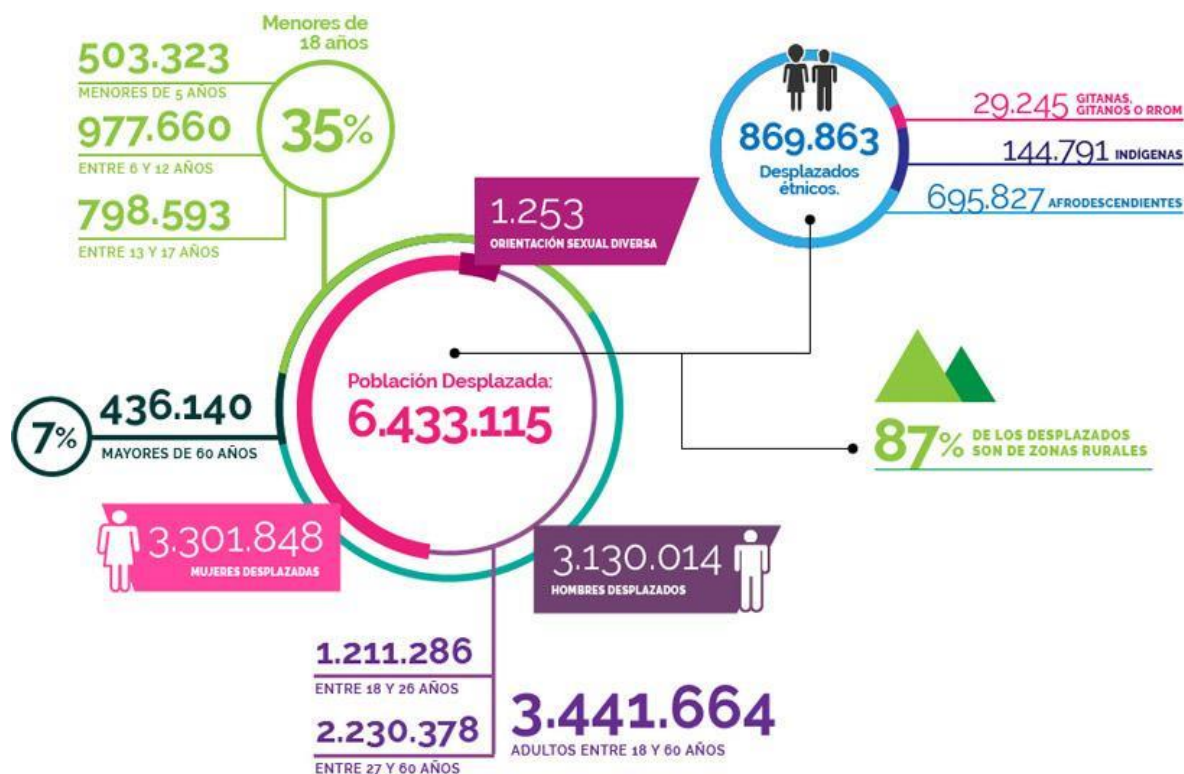 Menores de
18 años
35%
503.323
MENORES DE 5 AÑOS
977.660
ENTRE 6 Y 12 AÑOS
798.593
ENTRE 13 Y 17 AÑOS
869.863
Desplazados
étnicos.
29.245 GITANAS,
GITANOS O RROM
144.791 INDÍGENAS
695.827 AFRODESCENDIENTES
1.253
ORIENTACIÓN SEXUAL DIVERSA
Población Desplazada:
6.433.115
7%
436.140
MAYORES DE 60 AÑOS
87% DE LOS DESPLAZADOS
SON DE ZONAS RURALES
3.301.848
MUJERES DESPLAZADAS
3.130.014
HOMBRES DESPLAZADOS
1.211.286
ENTRE 18 Y 26 AÑOS
2.230.378
ENTRE 27 Y 60 AÑOS
3.441.664
ADULTOS ENTRE 18 Y 60 AÑOS